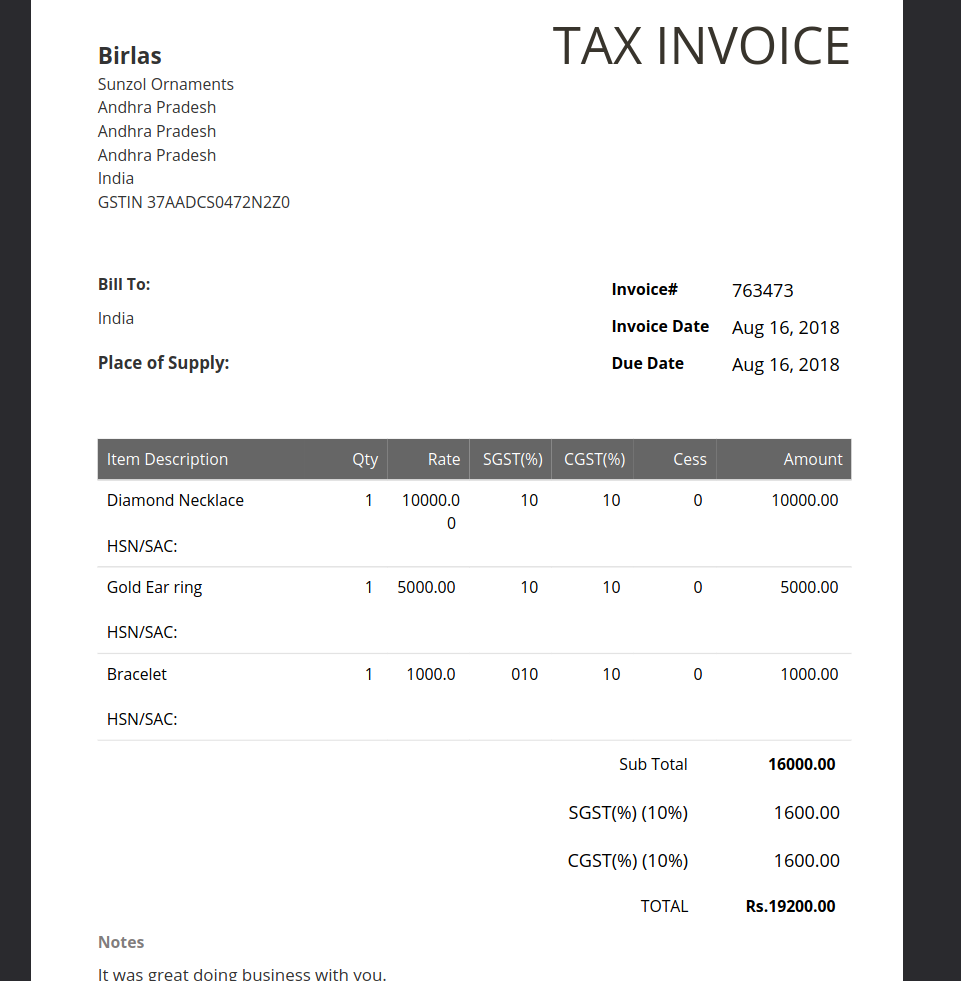 TAX INVOICE
Birlas
Sunzol Ornaments
Andhra Pradesh
Andhra Pradesh
Andhra Pradesh
India
GSTIN 37AADCS0472N2Z0
Bill To:
India
Place of Supply:
Invoice# 763473
Invoice Date Aug 16, 2018
Due Date Aug 16, 2018
Item Description Qty Rate SGST(%) CGST(%) Cess Amount
Diamond Necklace 1 10000.0 10 10 0 10000.00
0
HSN/SAC:
Gold Ear ring 1 5000.00 10 10 0 5000.00
HSN/SAC:
Bracelet 1 1000.0 010 10 0 1000.00
HSN/SAC:
Sub Total 16000.00
SGST(%) (10%) 1600.00
CGST(%) (10%) 1600.00
TOTAL Rs.19200.00
Notes
It was great doing business with you.